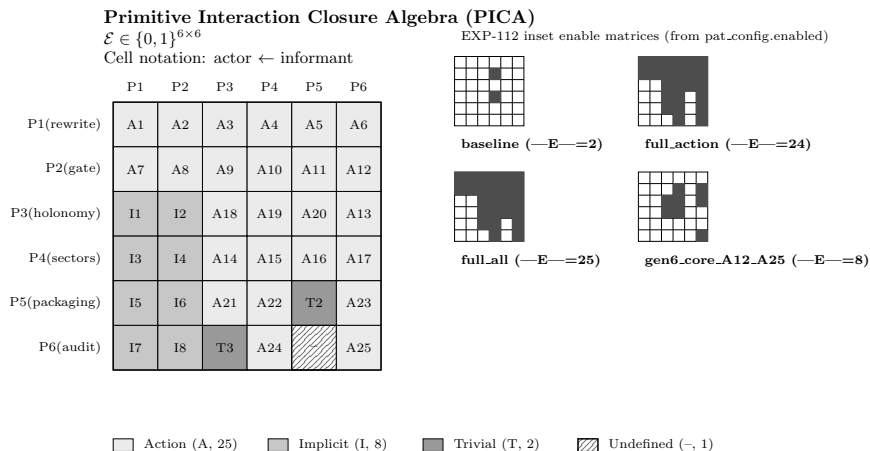 Primitive Interaction Closure Algebra (PICA)
ℰ ∈ {0, 1}^{6×6}
Cell notation: actor ← informant
P1 P2 P3 P4 P5 P6
P1(rewrite) A1 A2 A3 A4 A5 A6
P2(gate) A7 A8 A9 A10 A11 A12
P3(holonomy) I1 I2 A18 A19 A20 A13
P4(sectors) I3 I4 A14 A15 A16 A17
P5(packaging) I5 I6 A21 A22 T2 A23
P6(audit) I7 I8 T3 A24 – A25
EXP-112 inset enable matrices (from pat_config.enabled)
baseline (—E—=2)
full_action (—E—=24)
full_all (—E—=25)
gen6_core_A12_A25 (—E—=8)
Action (A, 25) Implicit (I, 8) Trivial (T, 2) Undefined (–, 1)